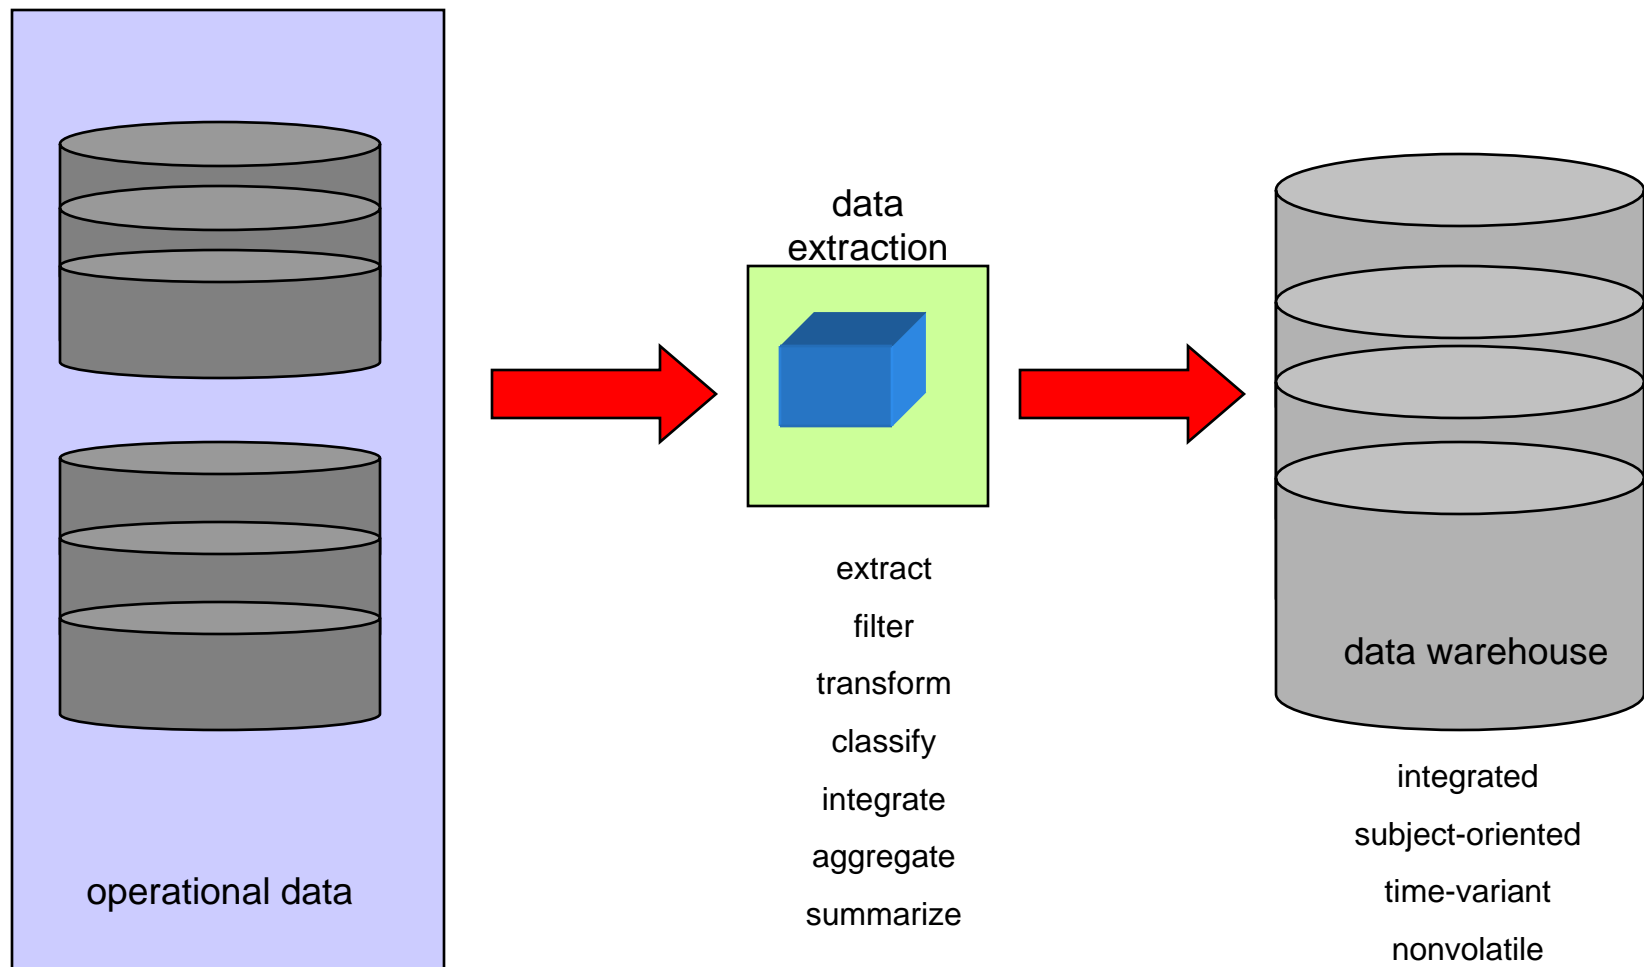 operational data
data
extraction
extract
filter
transform
classify
integrate
aggregate
summarize
data warehouse
integrated
subject-oriented
time-variant
nonvolatile